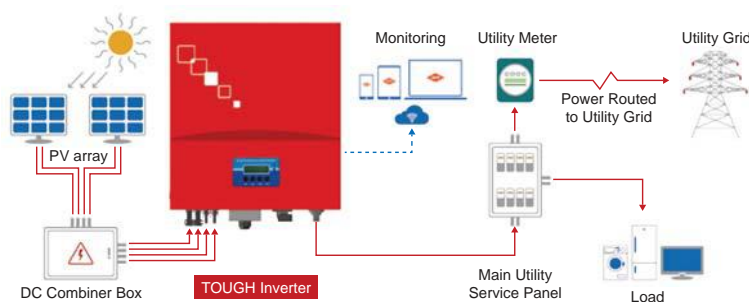 Monitoring
Utility Meter
Utility Grid
PV array
Power Routed
to Utility Grid
DC Combiner Box
TOUGH Inverter
Main Utility
Service Panel
Load